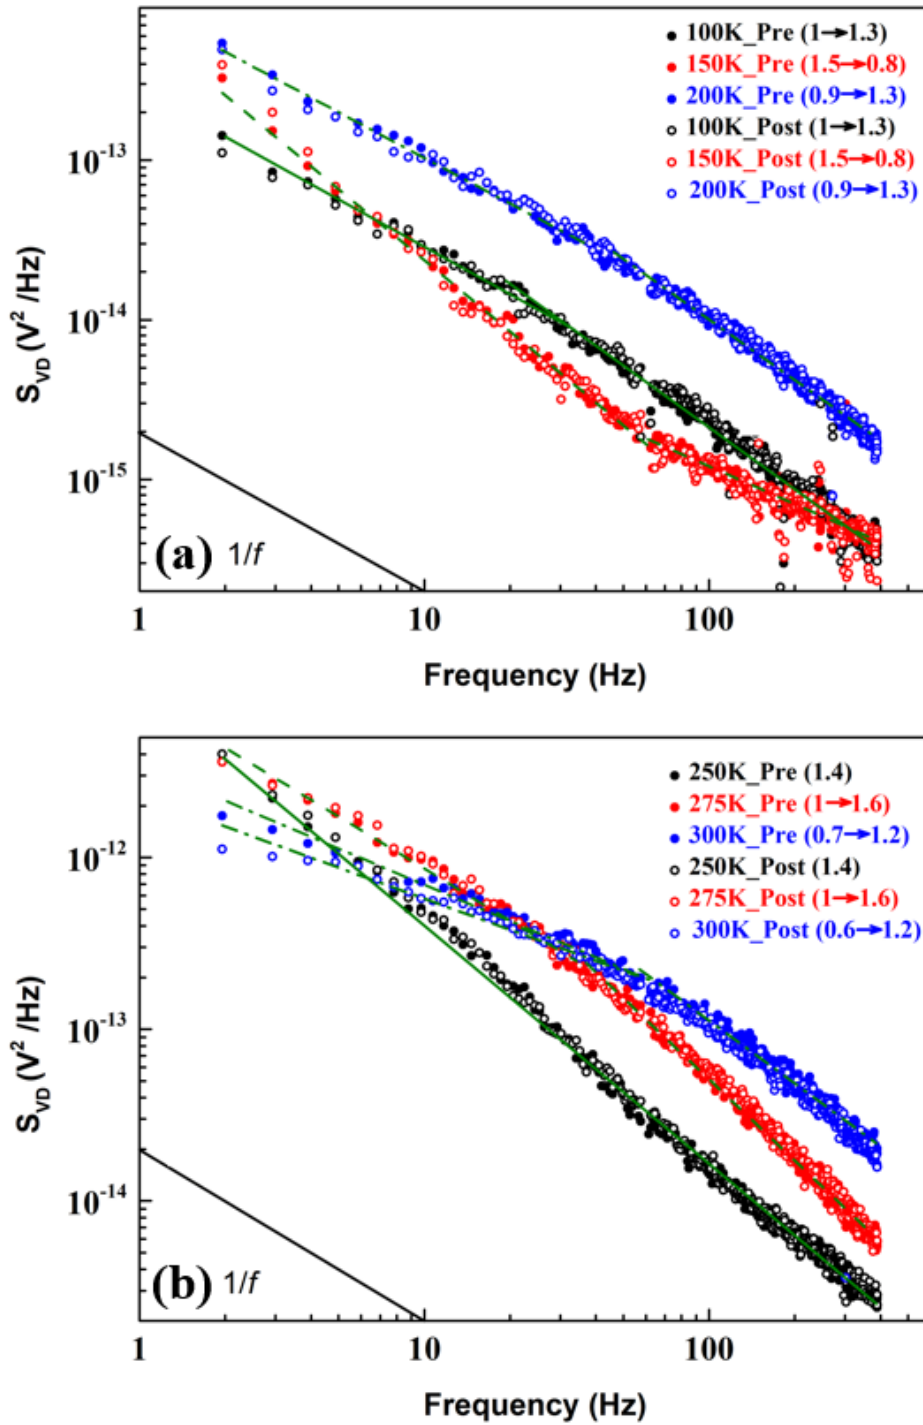 100K_Pre (1→1.3)
150K_Pre (1.5→0.8)
200K_Pre (0.9→1.3)
100K_Post (1→1.3)
150K_Post (1.5→0.8)
200K_Post (0.9→1.3)
10⁻¹³
10⁻¹⁴
10⁻¹⁵
S_VD (V² /Hz)
(a) 1/f
1 10 100
Frequency (Hz)
250K_Pre (1.4)
275K_Pre (1→1.6)
300K_Pre (0.7→1.2)
250K_Post (1.4)
275K_Post (1→1.6)
300K_Post (0.6→1.2)
10⁻¹²
10⁻¹³
10⁻¹⁴
S_VD (V² /Hz)
(b) 1/f
1 10 100
Frequency (Hz)